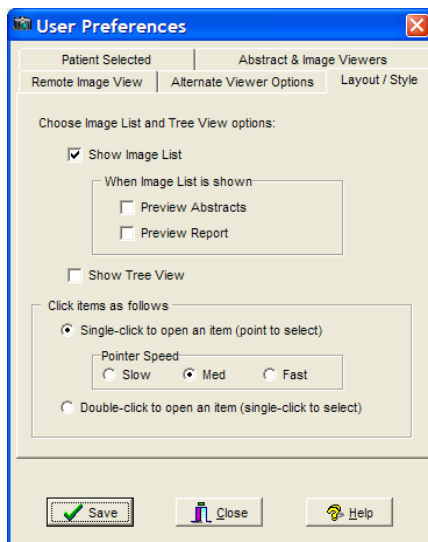 User Preferences
Patient Selected Abstract & Image Viewers
Remote Image View Alternate Viewer Options Layout / Style
Choose Image List and Tree View options:
Show Image List
When Image List is shown
Preview Abstracts
Preview Report
Show Tree View
Click items as follows
Single-click to open an item (point to select)
Pointer Speed
Slow Med Fast
Double-click to open an item (single-click to select)
Save Close Help